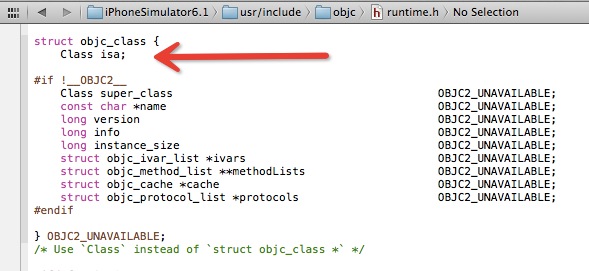 iPhoneSimulator6.1 usr/include objc h runtime.h No Selection
struct objc_class {
    Class isa;
#if !__OBJC2__
    Class super_class                                        OBJC2_UNAVAILABLE;
    const char *name                                         OBJC2_UNAVAILABLE;
    long version                                             OBJC2_UNAVAILABLE;
    long info                                                OBJC2_UNAVAILABLE;
    long instance_size                                       OBJC2_UNAVAILABLE;
    struct objc_ivar_list *ivars                             OBJC2_UNAVAILABLE;
    struct objc_method_list **methodLists                    OBJC2_UNAVAILABLE;
    struct objc_cache *cache                                 OBJC2_UNAVAILABLE;
    struct objc_protocol_list *protocols                     OBJC2_UNAVAILABLE;
#endif
} OBJC2_UNAVAILABLE;
/* Use `Class` instead of `struct objc_class *` */